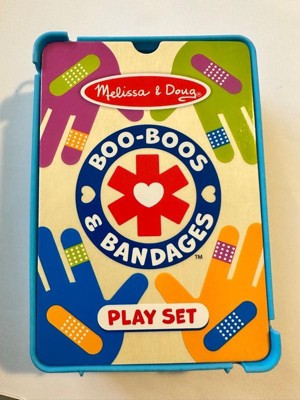 Melissa & Doug
BOO-BOOS
& BANDAGES
™
PLAY SET